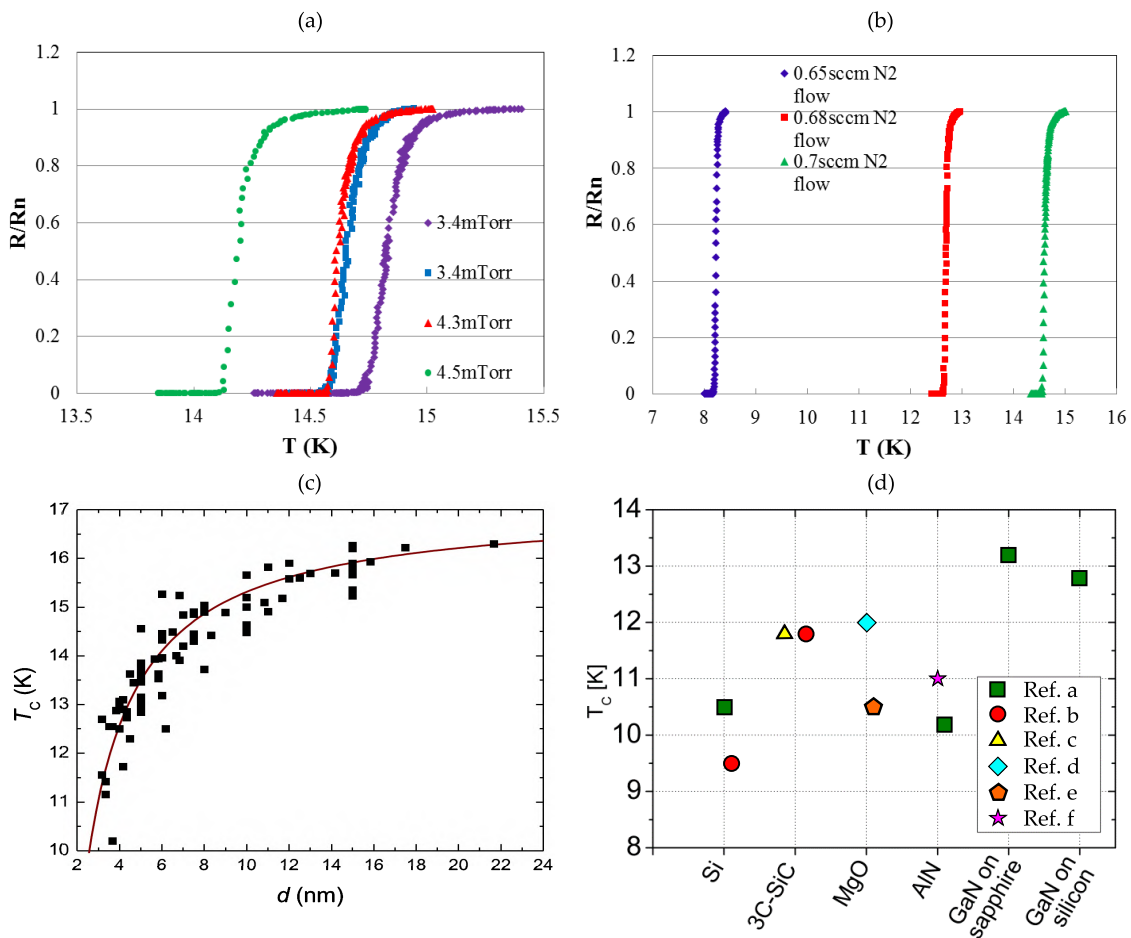 (a)
1.2
1
0.8
0.6
0.4
0.2
0
R/Rn
3.4mTorr
3.4mTorr
4.3mTorr
4.5mTorr
13.5 14 14.5 15 15.5
T (K)
(b)
1.2
1
0.8
0.6
0.4
0.2
0
R/Rn
0.65sccm N2
flow
0.68sccm N2
flow
0.7sccm N2
flow
7 8 9 10 11 12 13 14 15 16
T (K)
(c)
17
16
15
14
13
12
11
10
Tc (K)
2 4 6 8 10 12 14 16 18 20 22 24
d (nm)
(d)
14
13
12
11
10
9
8
Tc [K]
Ref. a
Ref. b
Ref. c
Ref. d
Ref. e
Ref. f
Si
3C-SiC
MgO
AlN
GaN on
sapphire
GaN on
silicon